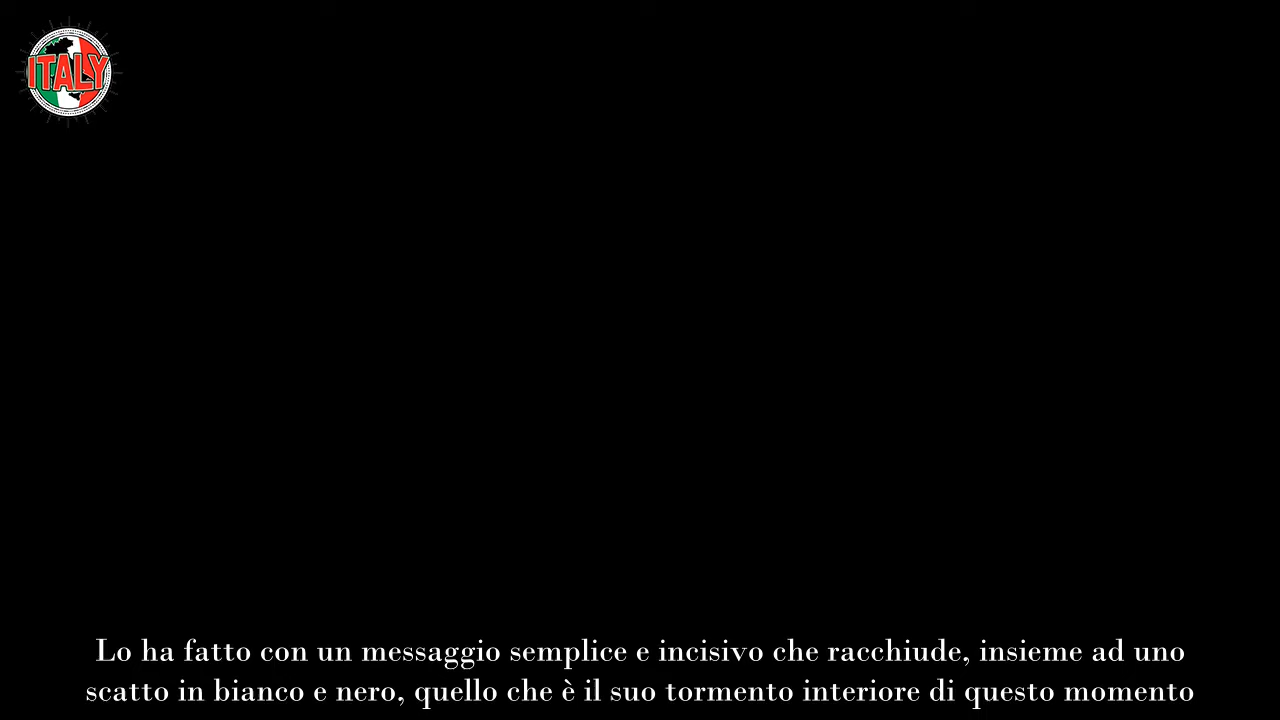 ITALY
Lo ha fatto con un messaggio semplice e incisivo che racchiude, insieme ad uno
scatto in bianco e nero, quello che è il suo tormento interiore di questo momento